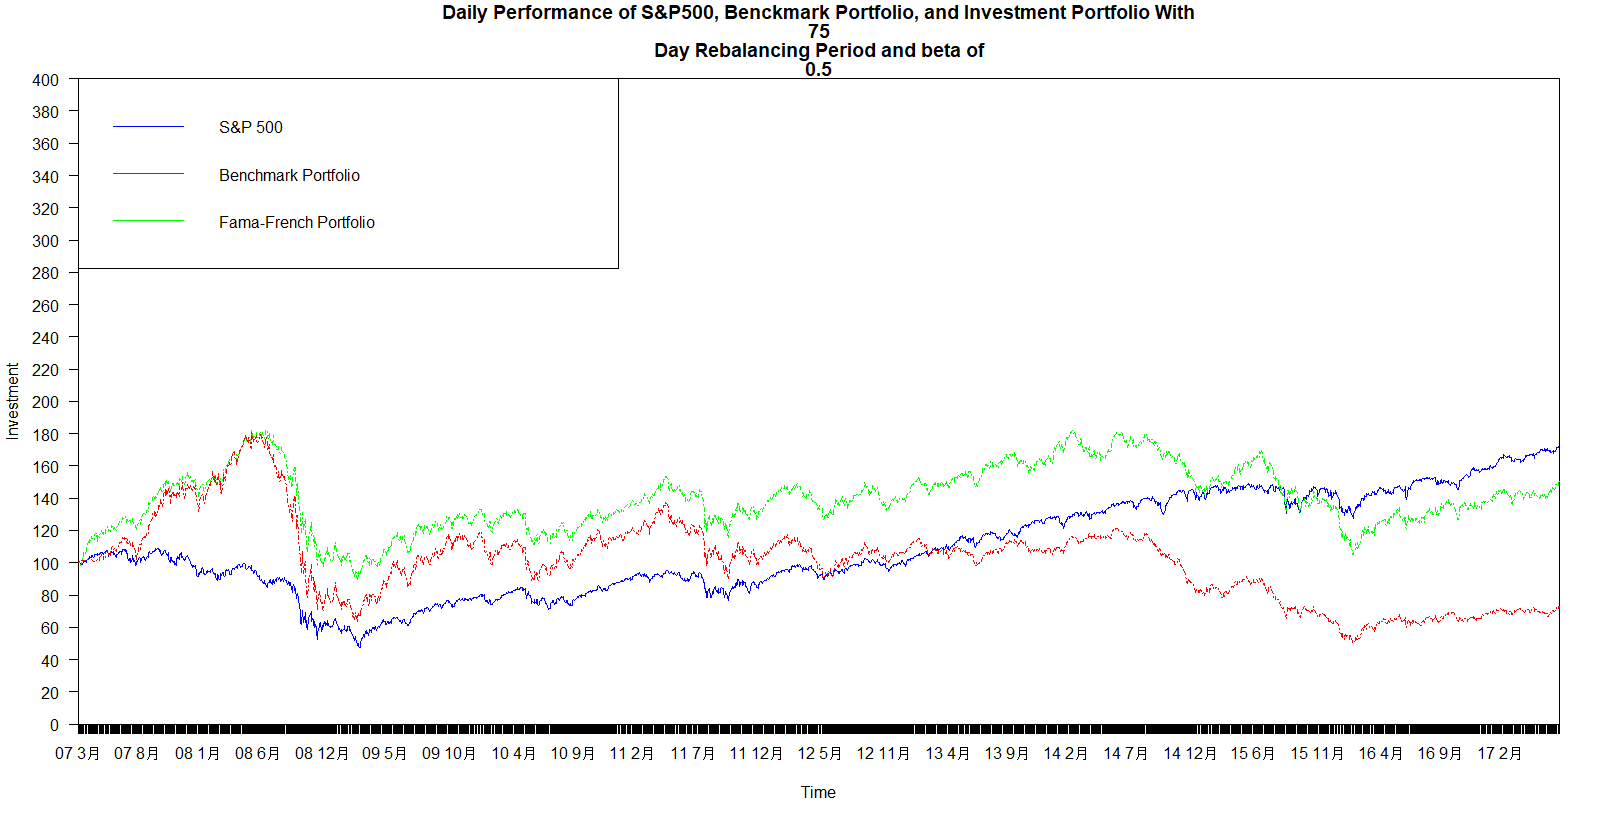 Daily Performance of S&P500, Benckmark Portfolio, and Investment Portfolio With
75
Day Rebalancing Period and beta of
0.5
400
380
360
340
320
300
280
260
240
220
200
180
160
140
120
100
80
60
40
20
0
Investment
S&P 500
Benchmark Portfolio
Fama-French Portfolio
07 3月 07 8月 08 1月 08 6月 08 12月 09 5月 09 10月 10 4月 10 9月 11 2月 11 7月 11 12月 12 5月 12 11月 13 4月 13 9月 14 2月 14 7月 14 12月 15 6月 15 11月 16 4月 16 9月 17 2月
Time